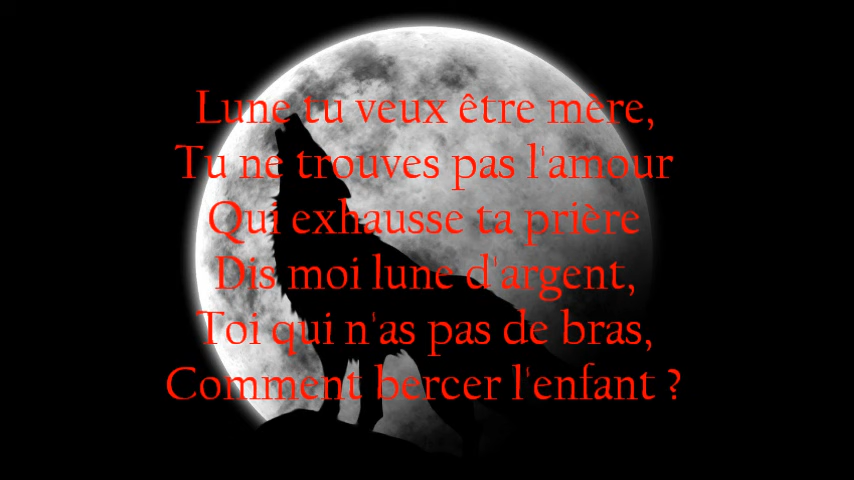 Lune tu veux être mère,
Tu ne trouves pas l'amour
Qui exhausse ta prière
Dis moi lune d'argent,
Toi qui n'as pas de bras,
Comment bercer l'enfant ?